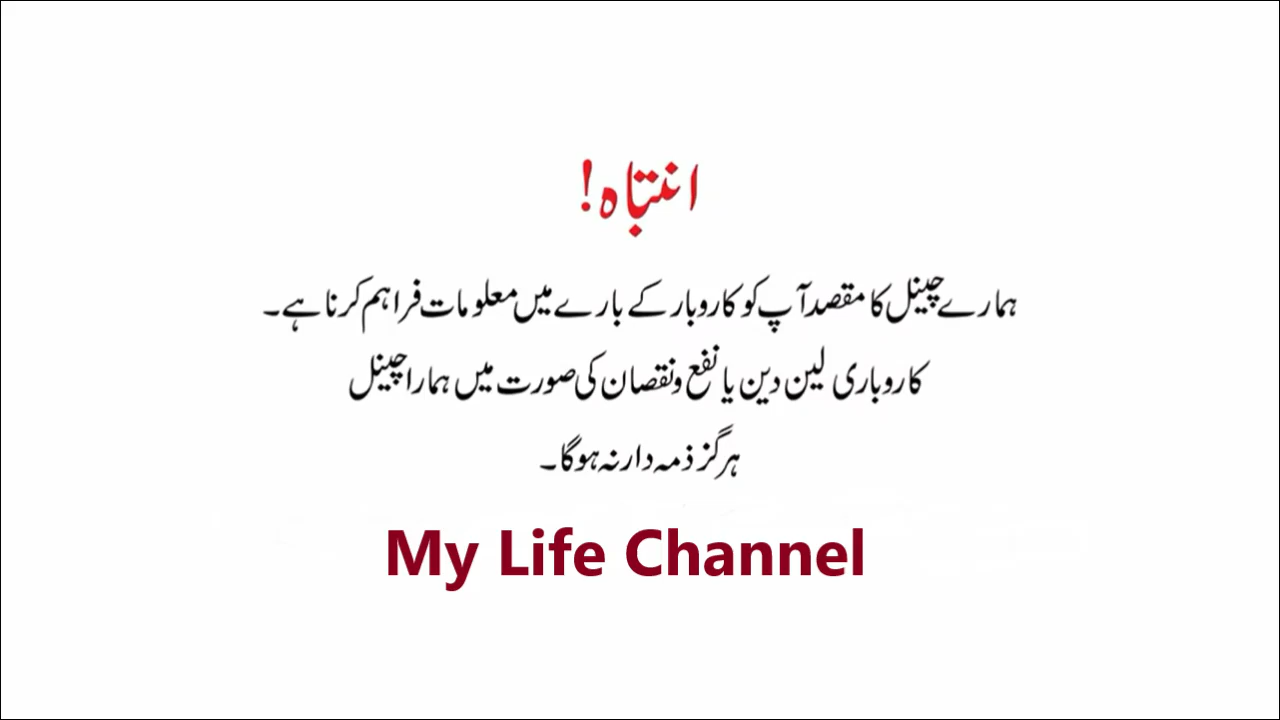 انتباہ!
ہمارے چینل کا مقصد آپ کو کاروبار کے بارے میں معلومات فراہم کرنا ہے۔
کاروباری لین دین یا نفع و نقصان کی صورت میں ہمارا چینل
ہرگز ذمہ دار نہ ہوگا۔
My Life Channel